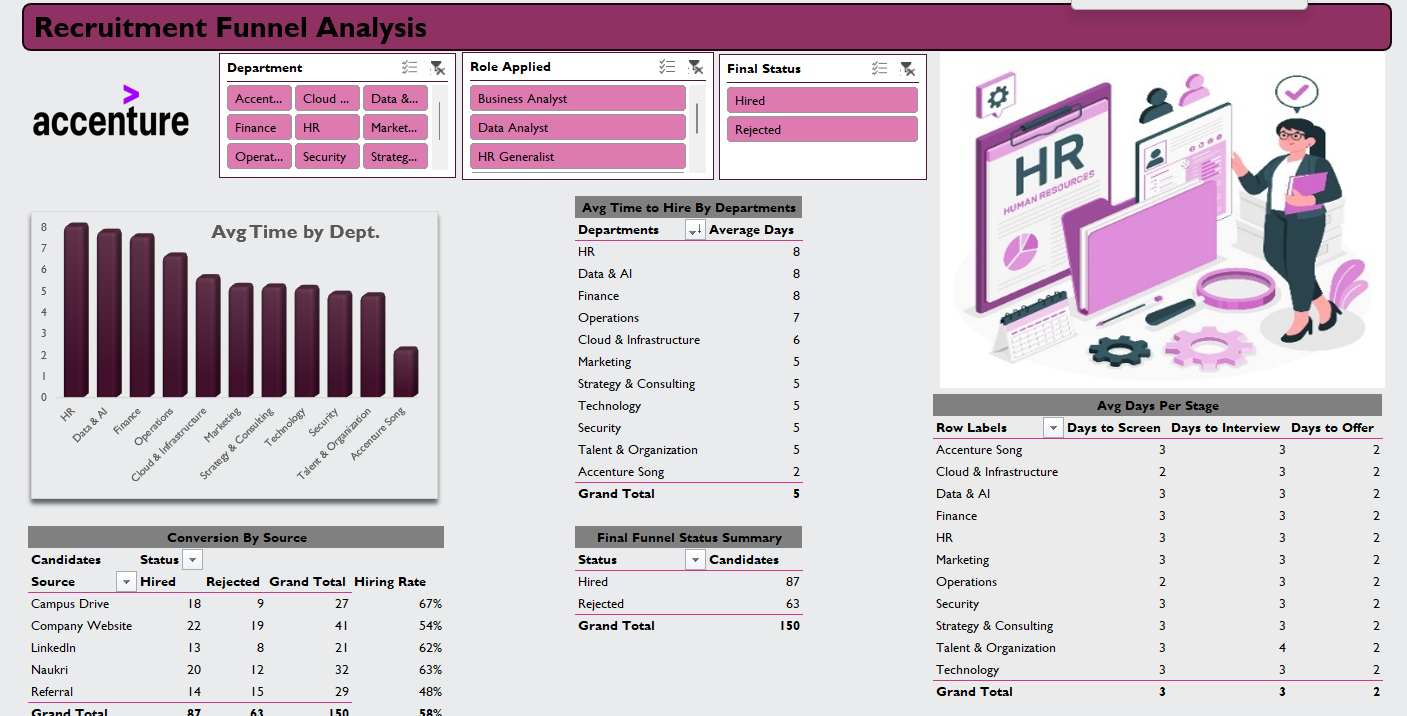 Recruitment Funnel Analysis
accenture
Department
Accent... Cloud ... Data &...
Finance HR Market...
Operat... Security Strateg...
Role Applied
Business Analyst
Data Analyst
HR Generalist
Final Status
Hired
Rejected
HR
HUMAN RESOURCES
Avg Time by Dept.
8
7
6
5
4
3
2
1
0
HR
Data & AI
Finance
Operations
Cloud & Infrastructure
Marketing
Strategy & Consulting
Technology
Security
Talent & Organization
Accenture Song
Avg Time to Hire By Departments
Departments Average Days
HR 8
Data & AI 8
Finance 8
Operations 7
Cloud & Infrastructure 6
Marketing 5
Strategy & Consulting 5
Technology 5
Security 5
Talent & Organization 5
Accenture Song 2
Grand Total 5
Conversion By Source
Candidates Status
Source Hired Rejected Grand Total Hiring Rate
Campus Drive 18 9 27 67%
Company Website 22 19 41 54%
LinkedIn 13 8 21 62%
Naukri 20 12 32 63%
Referral 14 15 29 48%
Grand Total 87 63 150 58%
Final Funnel Status Summary
Status Candidates
Hired 87
Rejected 63
Grand Total 150
Avg Days Per Stage
Row Labels Days to Screen Days to Interview Days to Offer
Accenture Song 3 3 2
Cloud & Infrastructure 2 3 2
Data & AI 3 3 2
Finance 3 3 2
HR 3 3 2
Marketing 3 3 2
Operations 2 3 2
Security 3 3 2
Strategy & Consulting 3 3 2
Talent & Organization 3 4 2
Technology 3 3 2
Grand Total 3 3 2